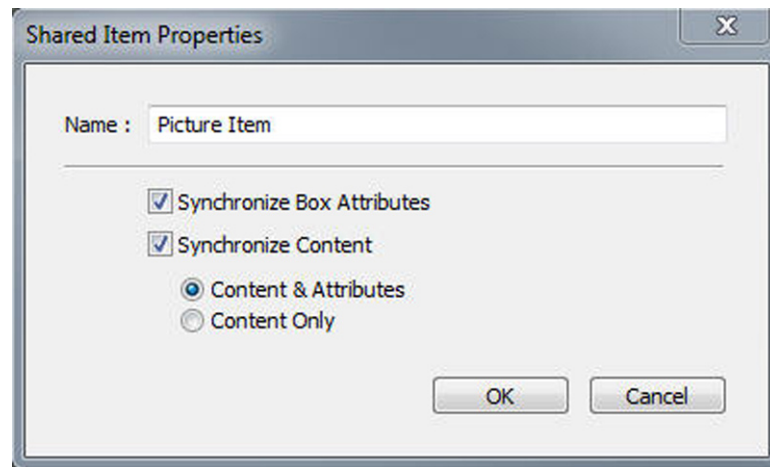 Shared Item Properties
Name : Picture Item
Synchronize Box Attributes
Synchronize Content
Content & Attributes
Content Only
OK Cancel